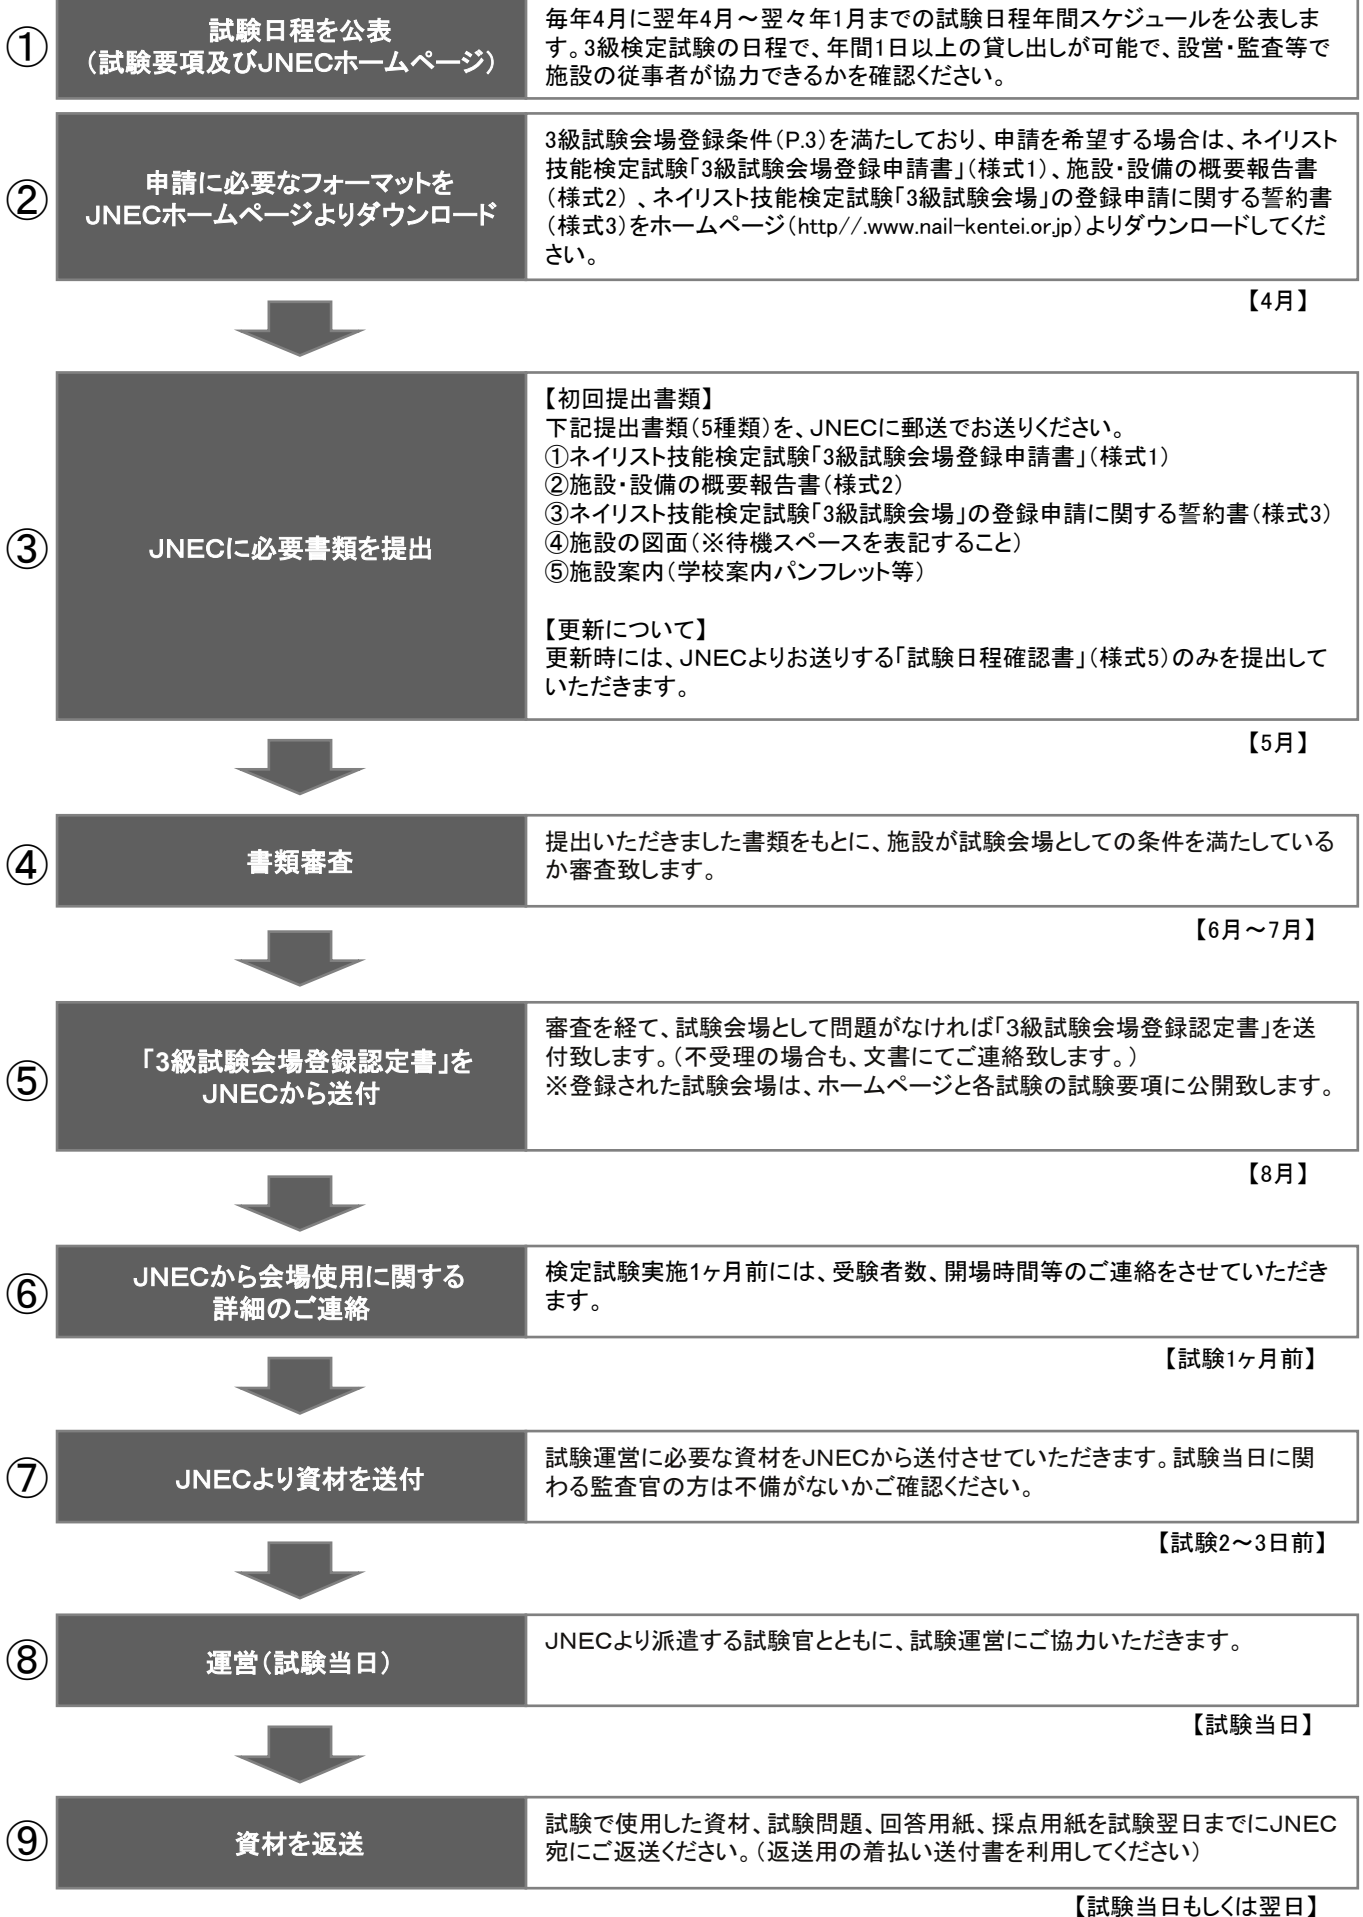 ①
試験日程を公表
（試験要項及びJNECホームページ）
毎年4月に翌年4月～翌々年1月までの試験日程年間スケジュールを公表しま
す。3級検定試験の日程で、年間1日以上の貸し出しが可能で、設営・監査等で
施設の従事者が協力できるかを確認ください。
②
申請に必要なフォーマットを
JNECホームページよりダウンロード
3級試験会場登録条件（P.3）を満たしており、申請を希望する場合は、ネイリスト
技能検定試験「3級試験会場登録申請書」（様式1）、施設・設備の概要報告書
（様式2）、ネイリスト技能検定試験「3級試験会場」の登録申請に関する誓約書
（様式3）をホームページ（http//.www.nail-kentei.or.jp）よりダウンロードしてくだ
さい。
【4月】
③
JNECに必要書類を提出
【初回提出書類】
下記提出書類（5種類）を、JNECに郵送でお送りください。
①ネイリスト技能検定試験「3級試験会場登録申請書」（様式1）
②施設・設備の概要報告書（様式2）
③ネイリスト技能検定試験「3級試験会場」の登録申請に関する誓約書（様式3）
④施設の図面（※待機スペースを表記すること）
⑤施設案内（学校案内パンフレット等）
【更新について】
更新時には、JNECよりお送りする「試験日程確認書」（様式5）のみを提出して
いただきます。
【5月】
④
書類審査
提出いただきました書類をもとに、施設が試験会場としての条件を満たしている
か審査致します。
【6月～7月】
⑤
「3級試験会場登録認定書」を
JNECから送付
審査を経て、試験会場として問題がなければ「3級試験会場登録認定書」を送
付致します。（不受理の場合も、文書にてご連絡致します。）
※登録された試験会場は、ホームページと各試験の試験要項に公開致します。
【8月】
⑥
JNECから会場使用に関する
詳細のご連絡
検定試験実施1ヶ月前には、受験者数、開場時間等のご連絡をさせていただき
ます。
【試験1ヶ月前】
⑦
JNECより資材を送付
試験運営に必要な資材をJNECから送付させていただきます。試験当日に関
わる監査官の方は不備がないかご確認ください。
【試験2～3日前】
⑧
運営（試験当日）
JNECより派遣する試験官とともに、試験運営にご協力いただきます。
【試験当日】
⑨
資材を返送
試験で使用した資材、試験問題、回答用紙、採点用紙を試験翌日までにJNEC
宛にご返送ください。（返送用の着払い送付書を利用してください）
【試験当日もしくは翌日】